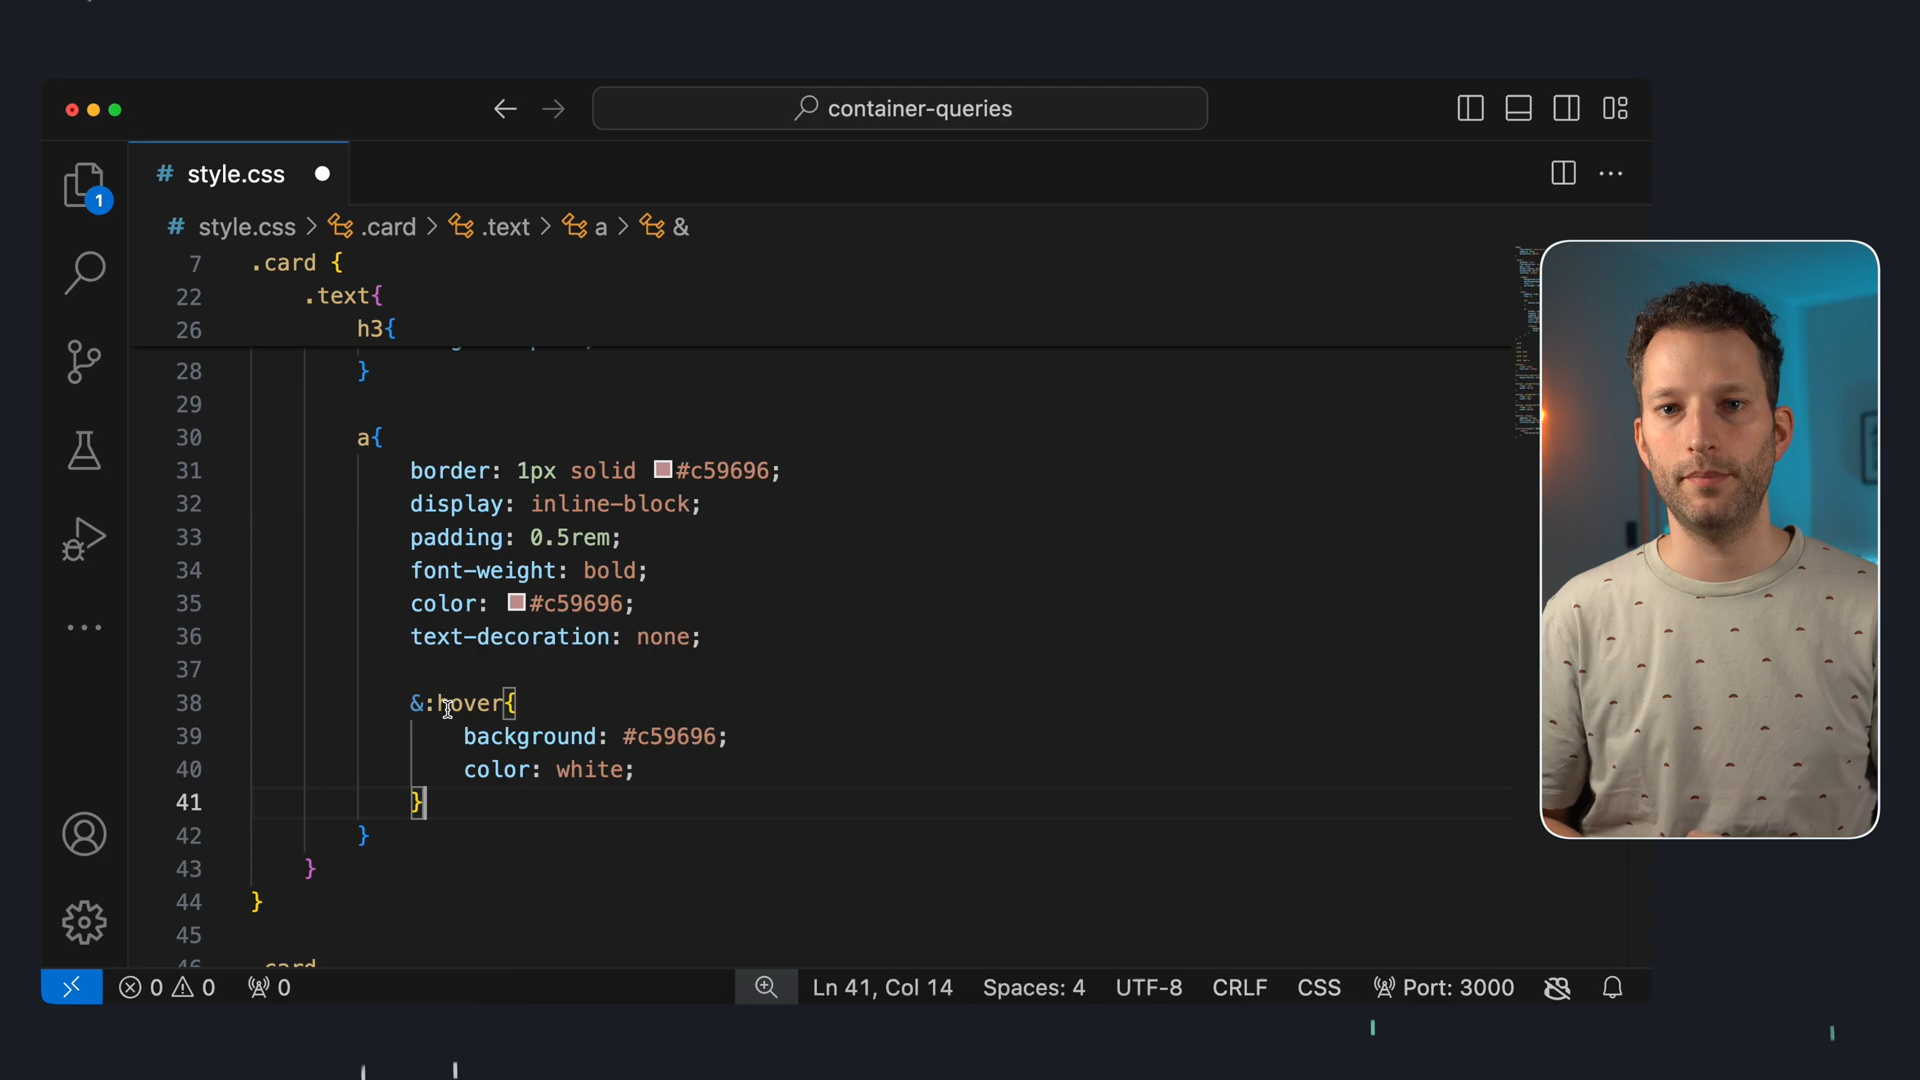 container-queries
# style.css
1
# style.css > .card > .text > a > &
7 .card {
22 .text{
26 h3{
28 }
29
30 a{
31 border: 1px solid #c59696;
32 display: inline-block;
33 padding: 0.5rem;
34 font-weight: bold;
35 color: #c59696;
36 text-decoration: none;
37
38 &:hover{
39 background: #c59696;
40 color: white;
41 }
42 }
43 }
44 }
45
0 0 0 Ln 41, Col 14 Spaces: 4 UTF-8 CRLF CSS Port: 3000